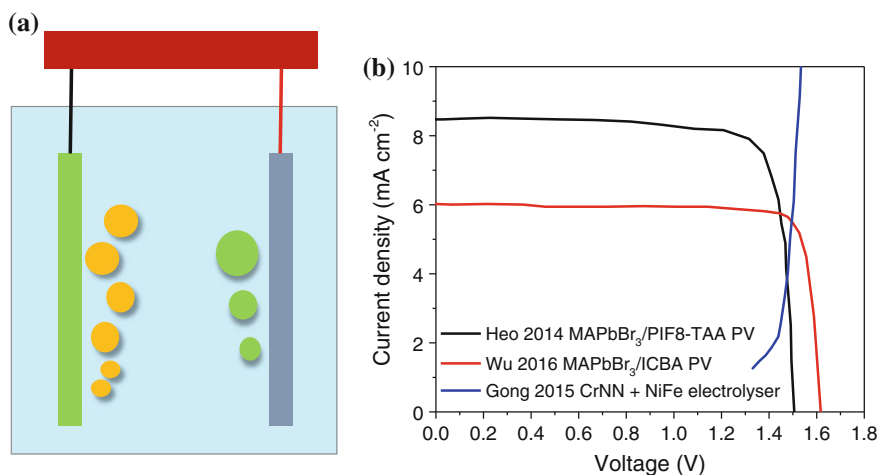 (a)
(b)
10
8
6
4
2
0
Current density (mA cm⁻²)
Heo 2014 MAPbBr₃/PIF8-TAA PV
Wu 2016 MAPbBr₃/ICBA PV
Gong 2015 CrNN + NiFe electrolyser
0.0 0.2 0.4 0.6 0.8 1.0 1.2 1.4 1.6 1.8
Voltage (V)